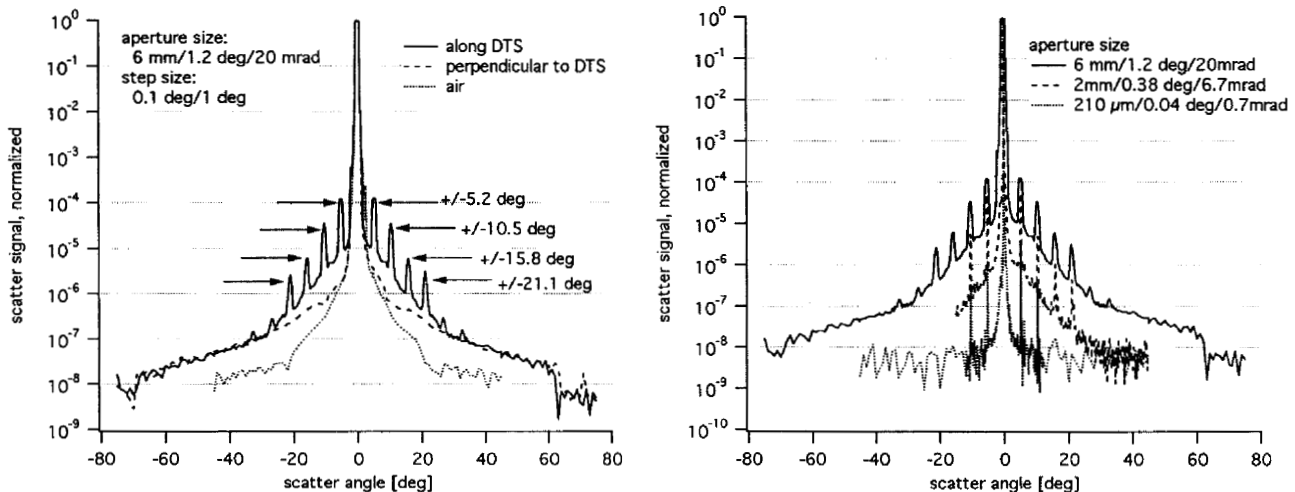 aperture size:
6 mm/1.2 deg/20 mrad
step size:
0.1 deg/1 deg
along DTS
perpendicular to DTS
air
+/-5.2 deg
+/-10.5 deg
+/-15.8 deg
+/-21.1 deg
scatter signal, normalized
10^0
10^-1
10^-2
10^-3
10^-4
10^-5
10^-6
10^-7
10^-8
10^-9
-80 -60 -40 -20 0 20 40 60 80
scatter angle [deg]
aperture size
6 mm/1.2 deg/20mrad
2mm/0.38 deg/6.7mrad
210 µm/0.04 deg/0.7mrad
scatter signal, normalized
10^0
10^-1
10^-2
10^-3
10^-4
10^-5
10^-6
10^-7
10^-8
10^-9
10^-10
-80 -60 -40 -20 0 20 40 60 80
scatter angle [deg]